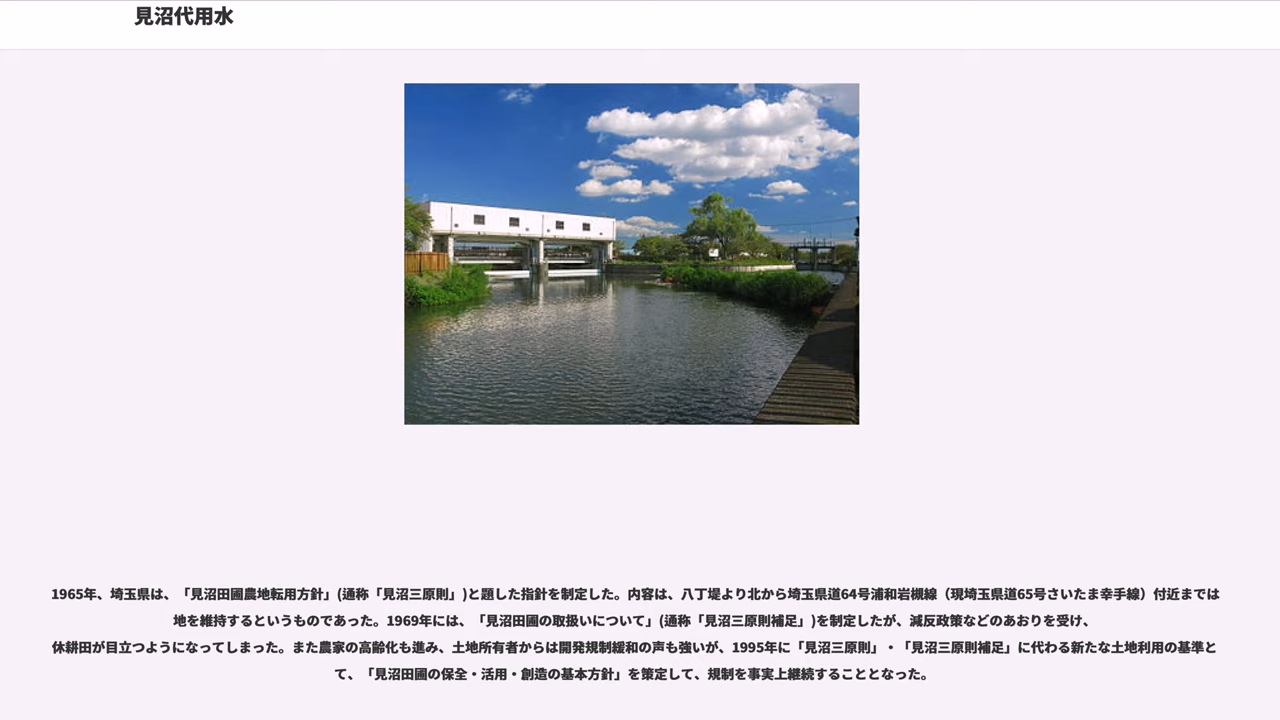 見沼代用水
1965年、埼玉県は、「見沼田圃農地転用方針」(通称「見沼三原則」)と題した指針を制定した。内容は、八丁堤より北から埼玉県道64号浦和岩槻線（現埼玉県道65号さいたま幸手線）付近までは
地を維持するというものであった。1969年には、「見沼田圃の取扱いについて」(通称「見沼三原則補足」)を制定したが、減反政策などのあおりを受け、
休耕田が目立つようになってしまった。また農家の高齢化も進み、土地所有者からは開発規制緩和の声も強いが、1995年に「見沼三原則」・「見沼三原則補足」に代わる新たな土地利用の基準と
て、「見沼田圃の保全・活用・創造の基本方針」を策定して、規制を事実上継続することとなった。